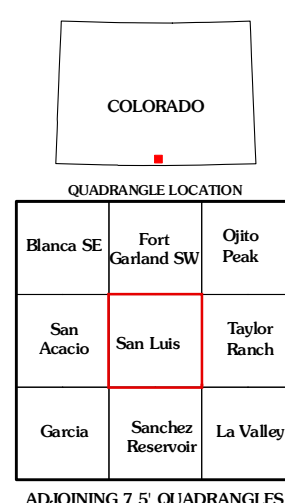 COLORADO
QUADRANGLE LOCATION
Blanca SE
Fort
Garland SW
Ojito
Peak
San
Acacio
San Luis
Taylor
Ranch
Garcia
Sanchez
Reservoir
La Valley
ADJOINING 7.5' QUADRANGLES